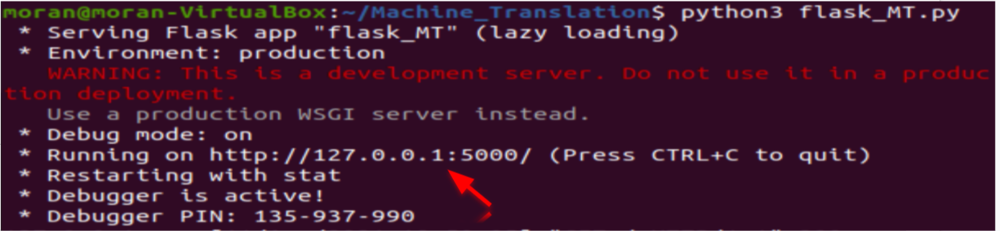 moran@moran-VirtualBox:~/Machine_Translation$ python3 flask_MT.py
* Serving Flask app "flask_MT" (lazy loading)
* Environment: production
WARNING: This is a development server. Do not use it in a produc
tion deployment.
Use a production WSGI server instead.
* Debug mode: on
* Running on http://127.0.0.1:5000/ (Press CTRL+C to quit)
* Restarting with stat
* Debugger is active!
* Debugger PIN: 135-937-990